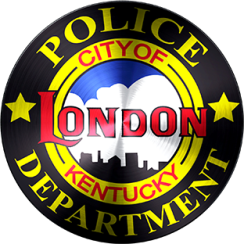 POLICE
CITY OF
LONDON
KENTUCKY
DEPARTMENT